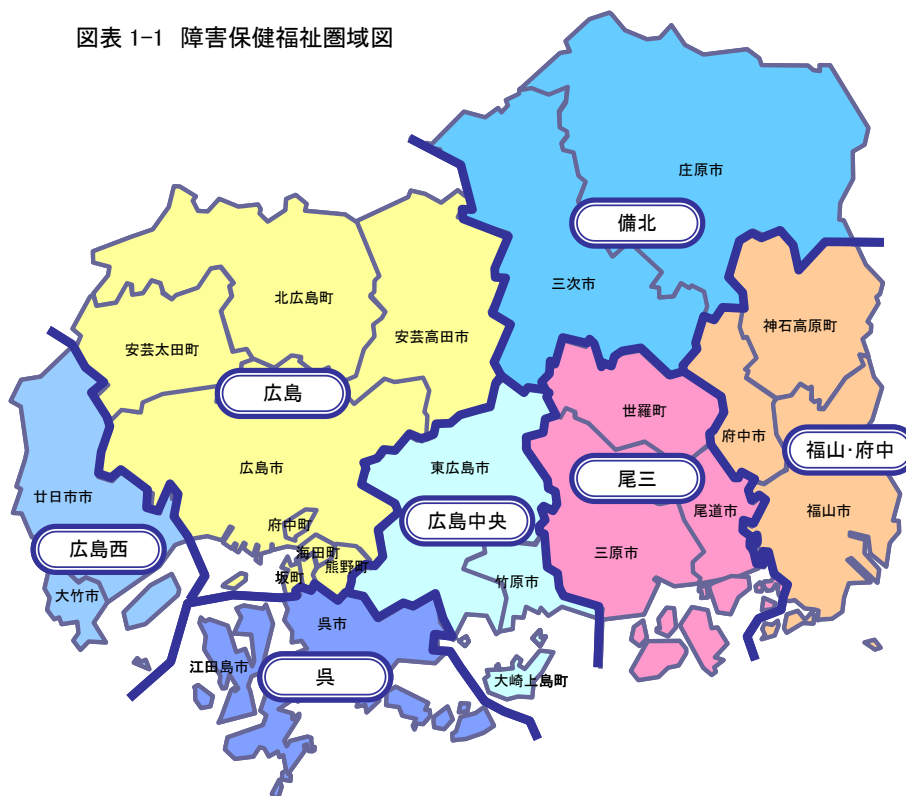 図表 1-1 障害保健福祉圏域図
庄原市
備北
三次市
北広島町
神石高原町
安芸高田市
安芸太田町
広島
世羅町
府中市
福山・府中
広島市
東広島市
尾三
廿日市市
尾道市
福山市
府中町
広島中央
広島西
海田町
三原市
熊野町
坂町
竹原市
大竹市
呉市
江田島市
呉
大崎上島町